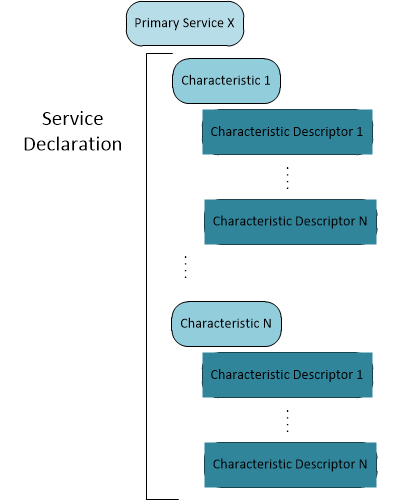 Primary Service X
Characteristic 1
Service
Declaration
Characteristic Descriptor 1
Characteristic Descriptor N
Characteristic N
Characteristic Descriptor 1
Characteristic Descriptor N